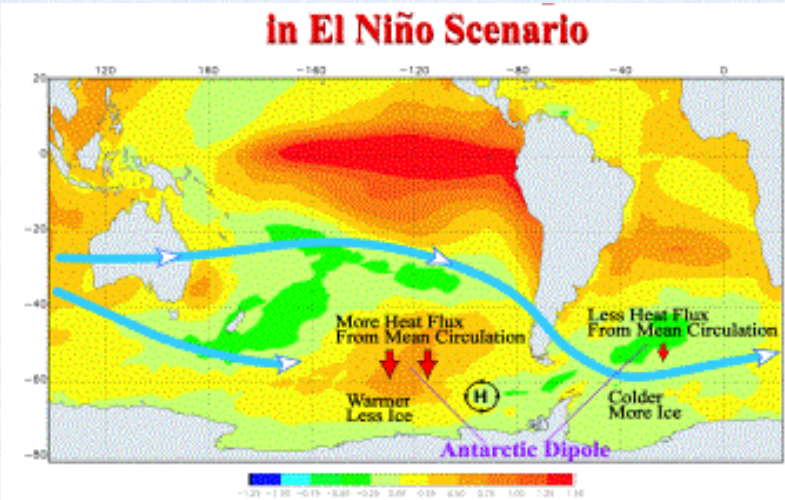 in El Niño Scenario
120 160 −160 −120 −80 −40 0
20
0
−20
−40
−60
−80
More Heat Flux
From Mean Circulation
Less Heat Flux
From Mean Circulation
Warmer
Less Ice
H
Colder
More Ice
Antarctic Dipole